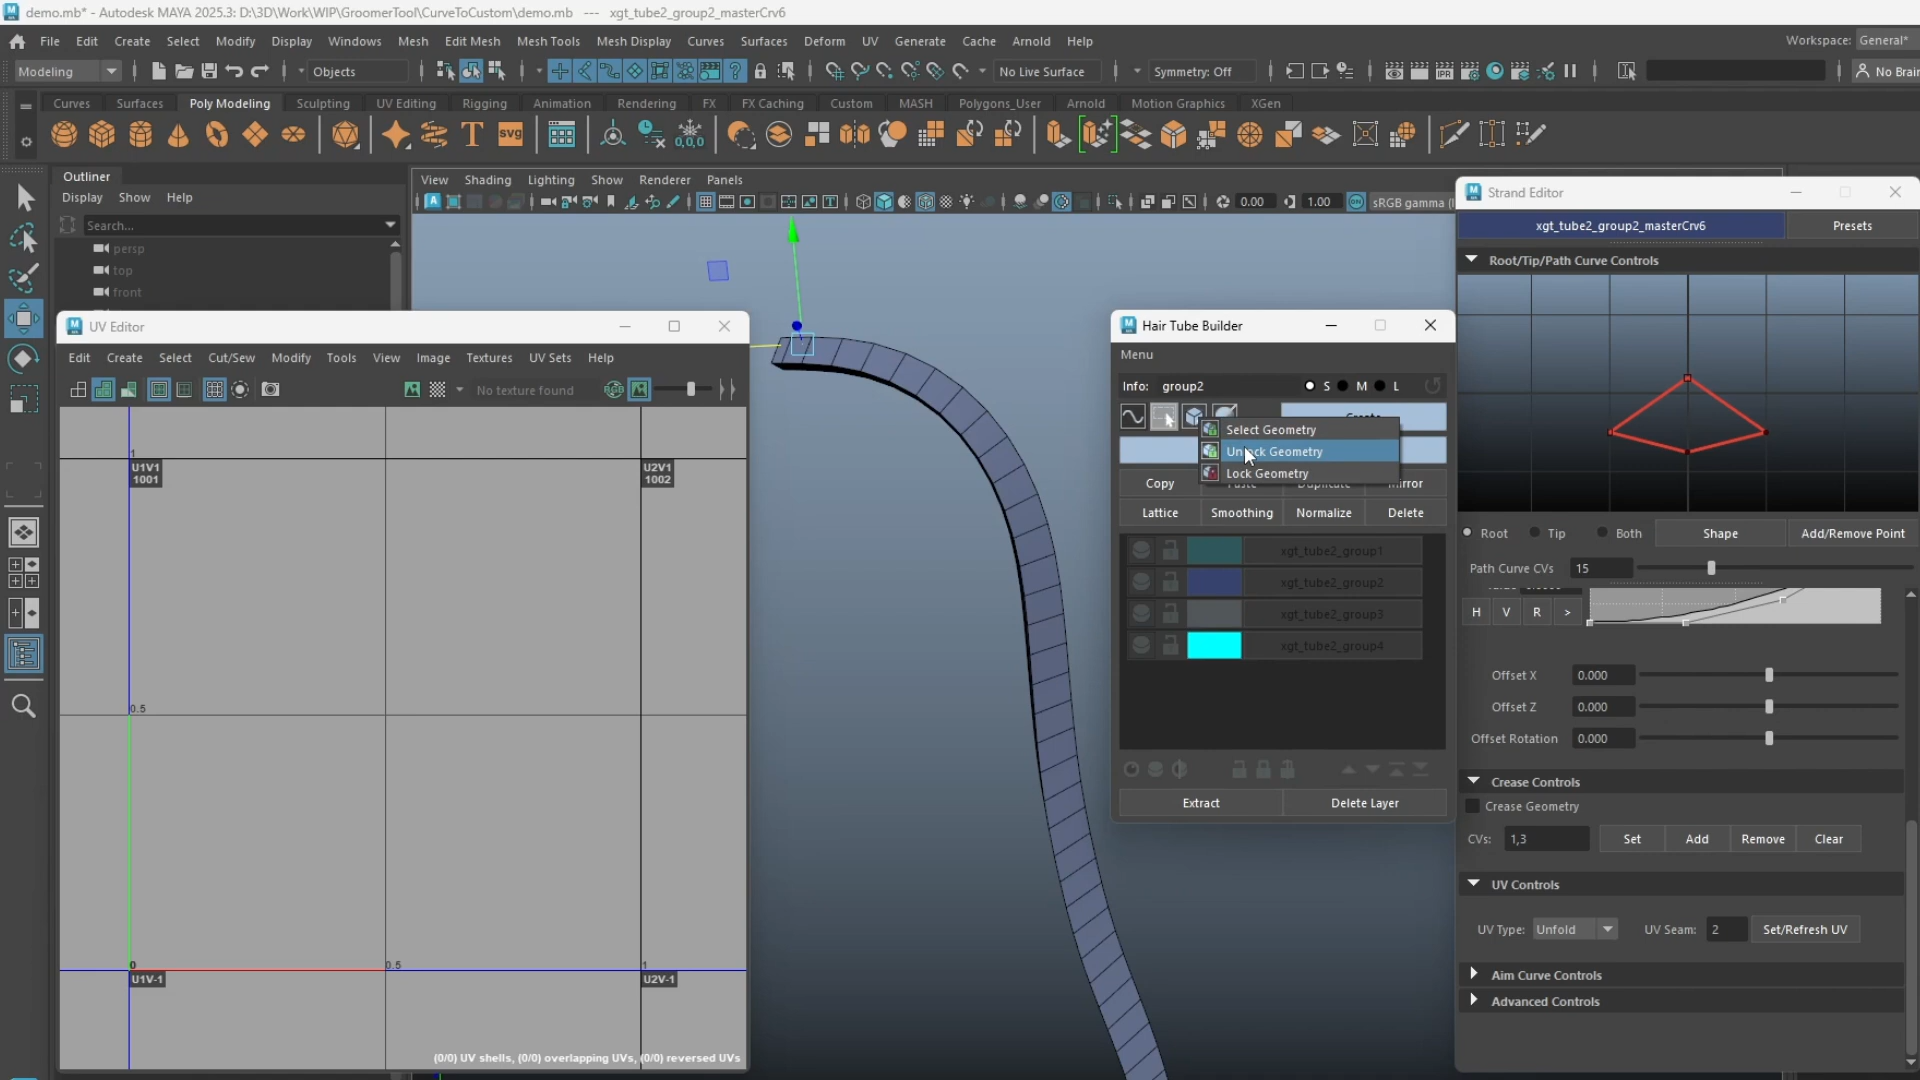 demo.mb* - Autodesk MAYA 2025.3: D:\3D\Work\WIP\GroomerTool\CurveToCustom\demo.mb --- xgt_tube2_group2_masterCrv6
File Edit Create Select Modify Display Windows Mesh Edit Mesh Mesh Tools Mesh Display Curves Surfaces Deform UV Generate Cache Arnold Help
Workspace: General*
Modeling Objects No Live Surface Symmetry: Off No Brain
Curves Surfaces Poly Modeling Sculpting UV Editing Rigging Animation Rendering FX FX Caching Custom MASH Polygons_User Arnold Motion Graphics XGen
Outliner
Display Show Help
Search...
persp
top
front
View Shading Lighting Show Renderer Panels
0.00 1.00 sRGB gamma
UV Editor
Edit Create Select Cut/Sew Modify Tools View Image Textures UV Sets Help
No texture found
1
U1V1
1001
U2V1
1002
0.5
0 0.5 1
U1V-1 U2V-1
(0/0) UV shells, (0/0) overlapping UVs, (0/0) reversed UVs
Hair Tube Builder
Menu
Info: group2 S M L
Select Geometry
Unlock Geometry
Lock Geometry
Copy
Lattice Smoothing Normalize Delete
xgt_tube2_group1
xgt_tube2_group2
xgt_tube2_group3
xgt_tube2_group4
Extract Delete Layer
Strand Editor
xgt_tube2_group2_masterCrv6 Presets
Root/Tip/Path Curve Controls
Root Tip Both Shape Add/Remove Point
Path Curve CVs 15
H V R >
Offset X 0.000
Offset Z 0.000
Offset Rotation 0.000
Crease Controls
Crease Geometry
CVs: 1,3 Set Add Remove Clear
UV Controls
UV Type: Unfold UV Seam: 2 Set/Refresh UV
Aim Curve Controls
Advanced Controls